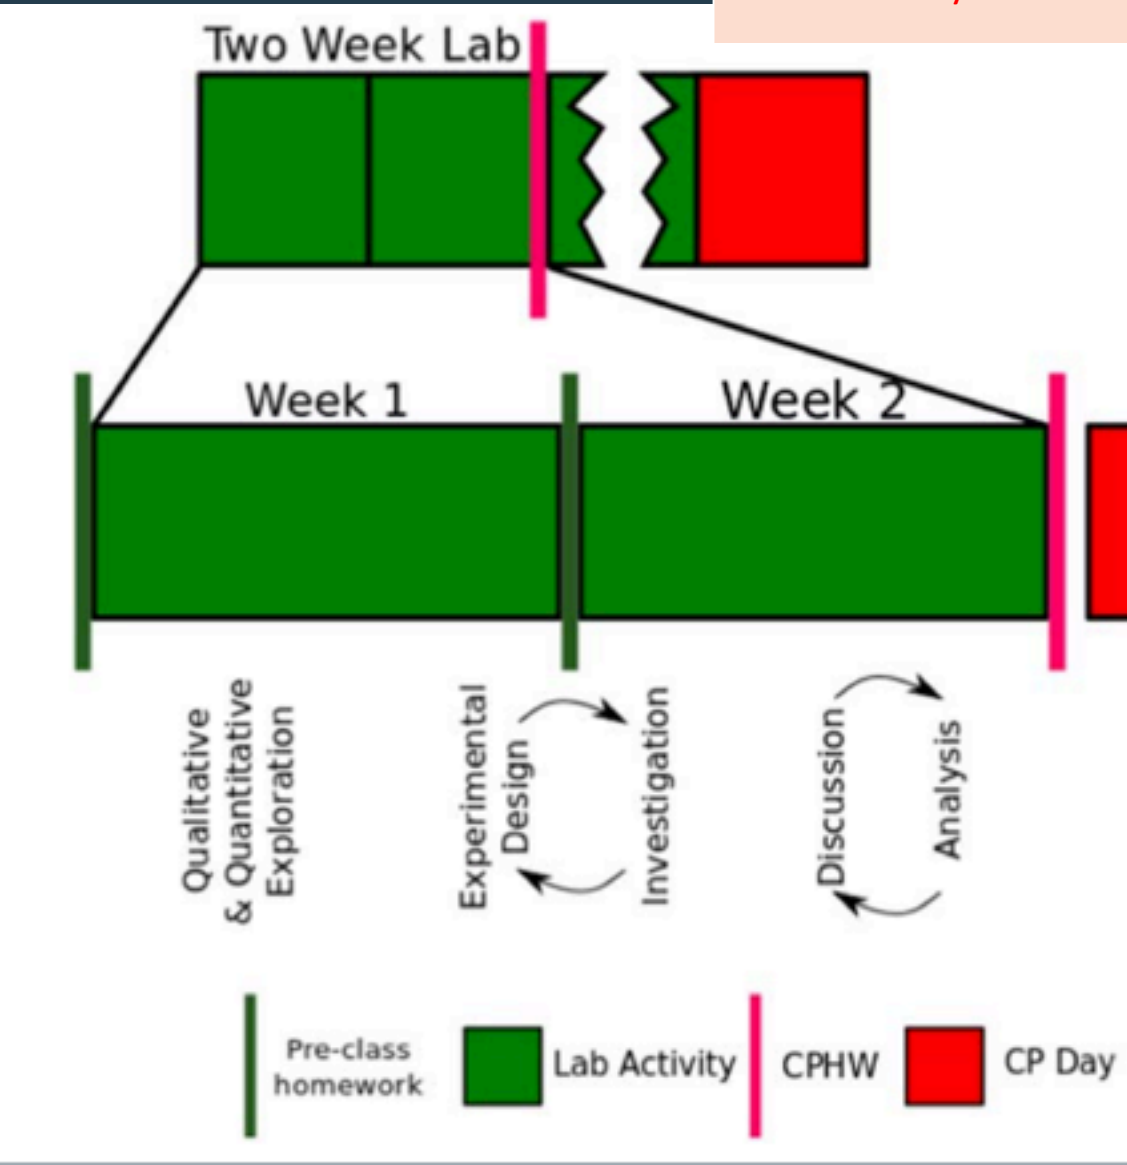 Two Week Lab
Week 1
Week 2
Qualitative
& Quantitative
Exploration
Experimental
Design
Investigation
Discussion
Analysis
Pre-class
homework
Lab Activity
CPHW
CP Day